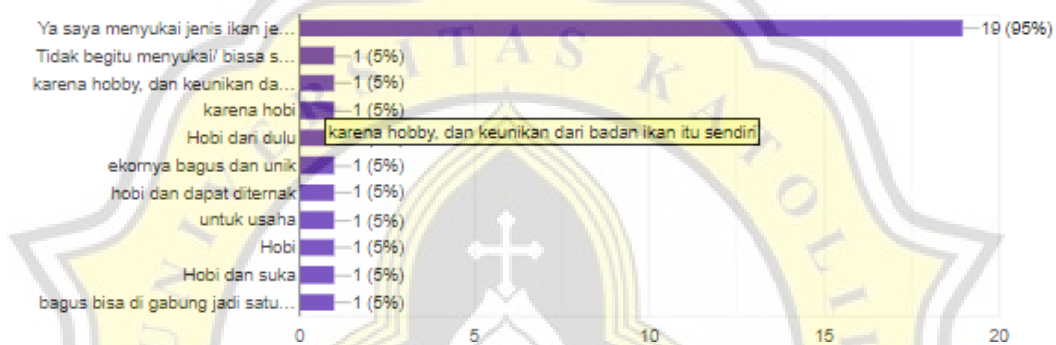 Ya saya menyukai jenis ikan je... 19 (95%)
Tidak begitu menyukai/ biasa s... 1 (5%)
karena hobby, dan keunikan da... 1 (5%)
karena hobi 1 (5%)
karena hobby, dan keunikan dari badan ikan itu sendiri
Hobi dari dulu
ekornya bagus dan unik 1 (5%)
hobi dan dapat diternak 1 (5%)
untuk usaha 1 (5%)
Hobi 1 (5%)
Hobi dan suka 1 (5%)
bagus bisa di gabung jadi satu... 1 (5%)
0 5 10 15 20
UNIVERSITAS KATOLI